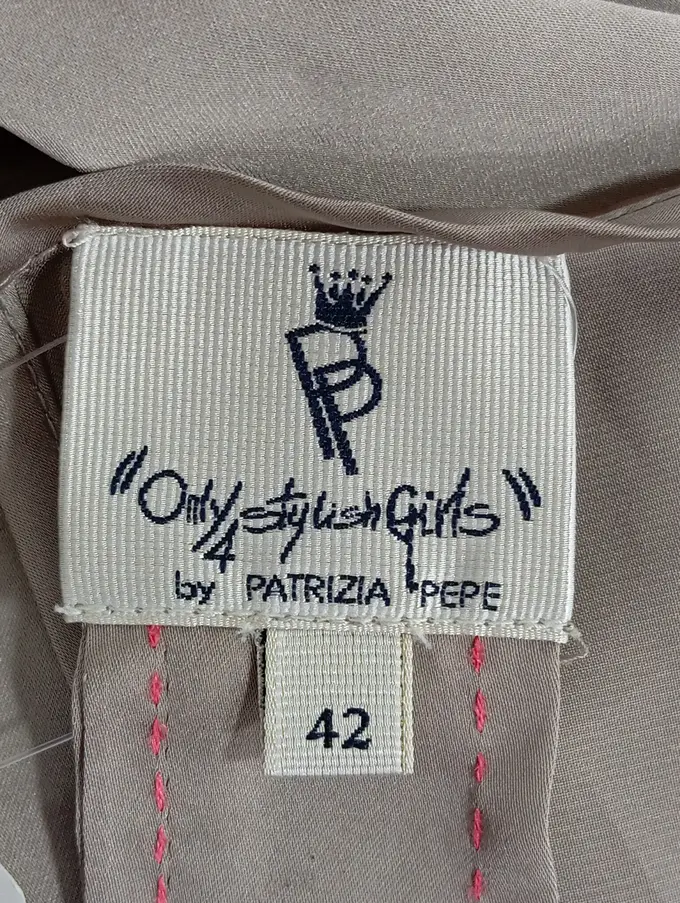 PP
"Only 4 stylish Girls"
by PATRIZIA PEPE
42